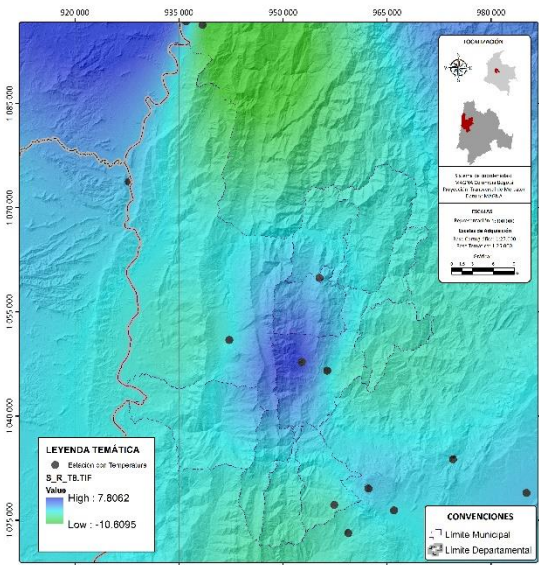 920 000 935 000 950 000 965 000 980 000
1 085 000
1 070 000
1 055 000
1 040 000
1 025 000
LOCALIZACIÓN
ESCALAS
Escalas de Adquisición
LEYENDA TEMÁTICA
Estación con Temperatura
S_R_TB.TIF
Value
High : 7.8062
Low : -10.6095
CONVENCIONES
Límite Municipal
Límite Departamental